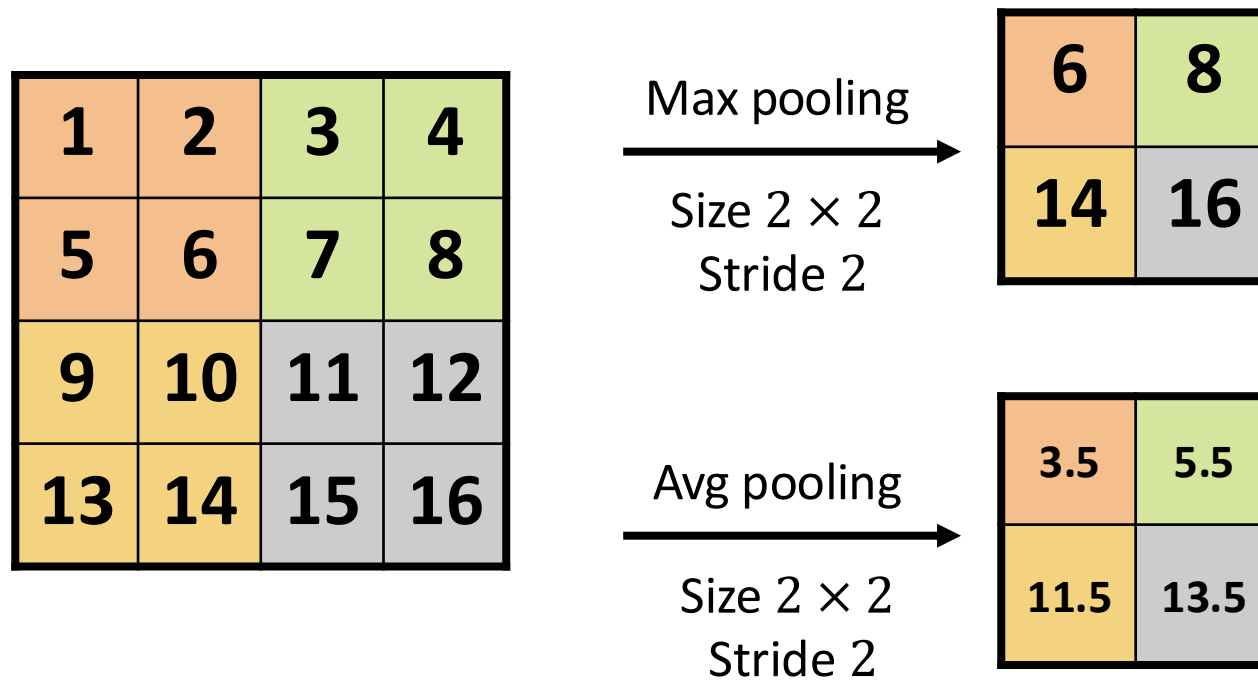 1 2 3 4
5 6 7 8
9 10 11 12
13 14 15 16
Max pooling
Size 2 × 2
Stride 2
6 8
14 16
Avg pooling
Size 2 × 2
Stride 2
3.5 5.5
11.5 13.5